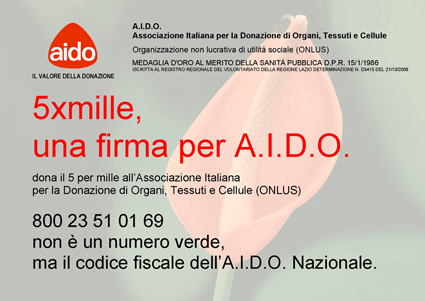 aido
IL VALORE DELLA DONAZIONE
A.I.D.O.
Associazione Italiana per la Donazione di Organi, Tessuti e Cellule
Organizzazione non lucrativa di utilità sociale (ONLUS)
MEDAGLIA D'ORO AL MERITO DELLA SANITÀ PUBBLICA D.P.R. 15/1/1986
ISCRITTA AL REGISTRO REGIONALE DEL VOLONTARIATO DELLA REGIONE LAZIO DETERMINAZIONE N. D3416 DEL 21/10/2009
5xmille,
una firma per A.I.D.O.
dona il 5 per mille all'Associazione Italiana
per la Donazione di Organi, Tessuti e Cellule (ONLUS)
800 23 51 01 69
non è un numero verde,
ma il codice fiscale dell'A.I.D.O. Nazionale.